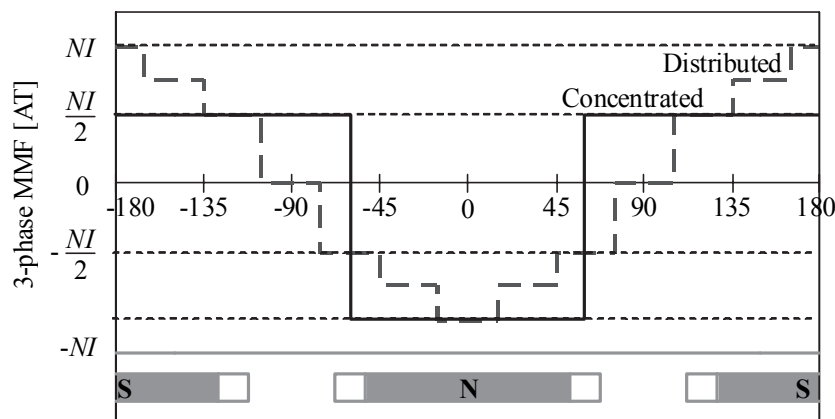 3-phase MMF [AT]
NI
NI/2
0
-NI/2
-NI
Distributed
Concentrated
-180 -135 -90 -45 0 45 90 135 180
S N S